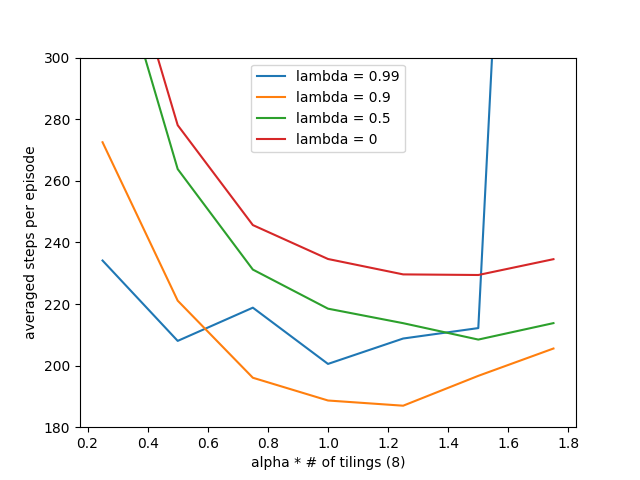 300
280
260
240
220
200
180
averaged steps per episode
lambda = 0.99
lambda = 0.9
lambda = 0.5
lambda = 0
0.2 0.4 0.6 0.8 1.0 1.2 1.4 1.6 1.8
alpha * # of tilings (8)